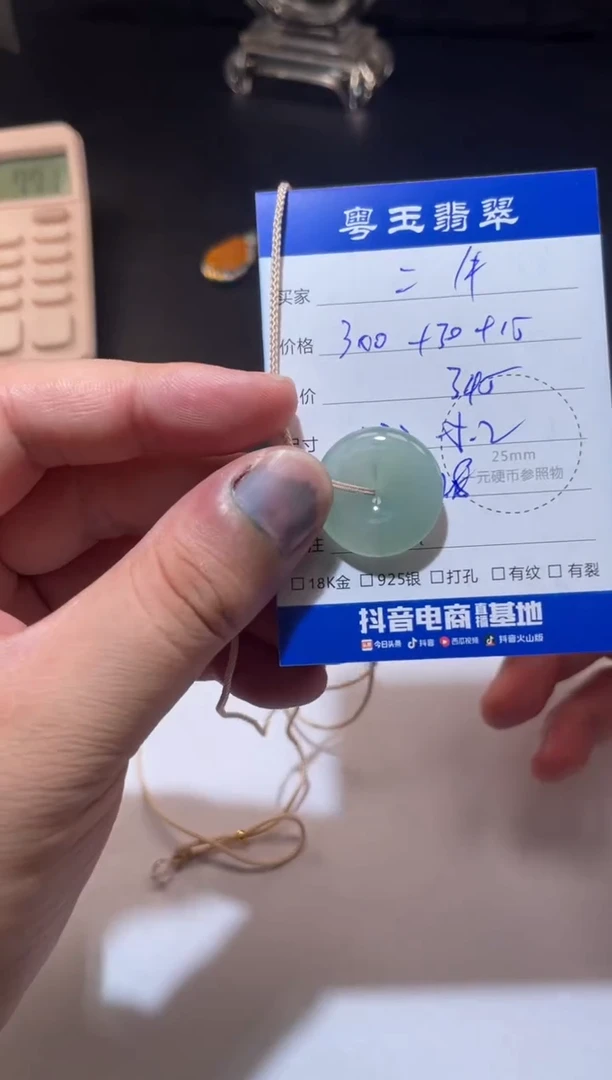 粤玉翡翠
买家 二件
价格 300+30+15
价 345
寸
25mm
元硬币参照物
注
□ 18K金 □ 925银 □ 打孔 □ 有纹 □ 有裂
抖音电商直播基地
今日头条 抖音 西瓜视频 抖音火山版